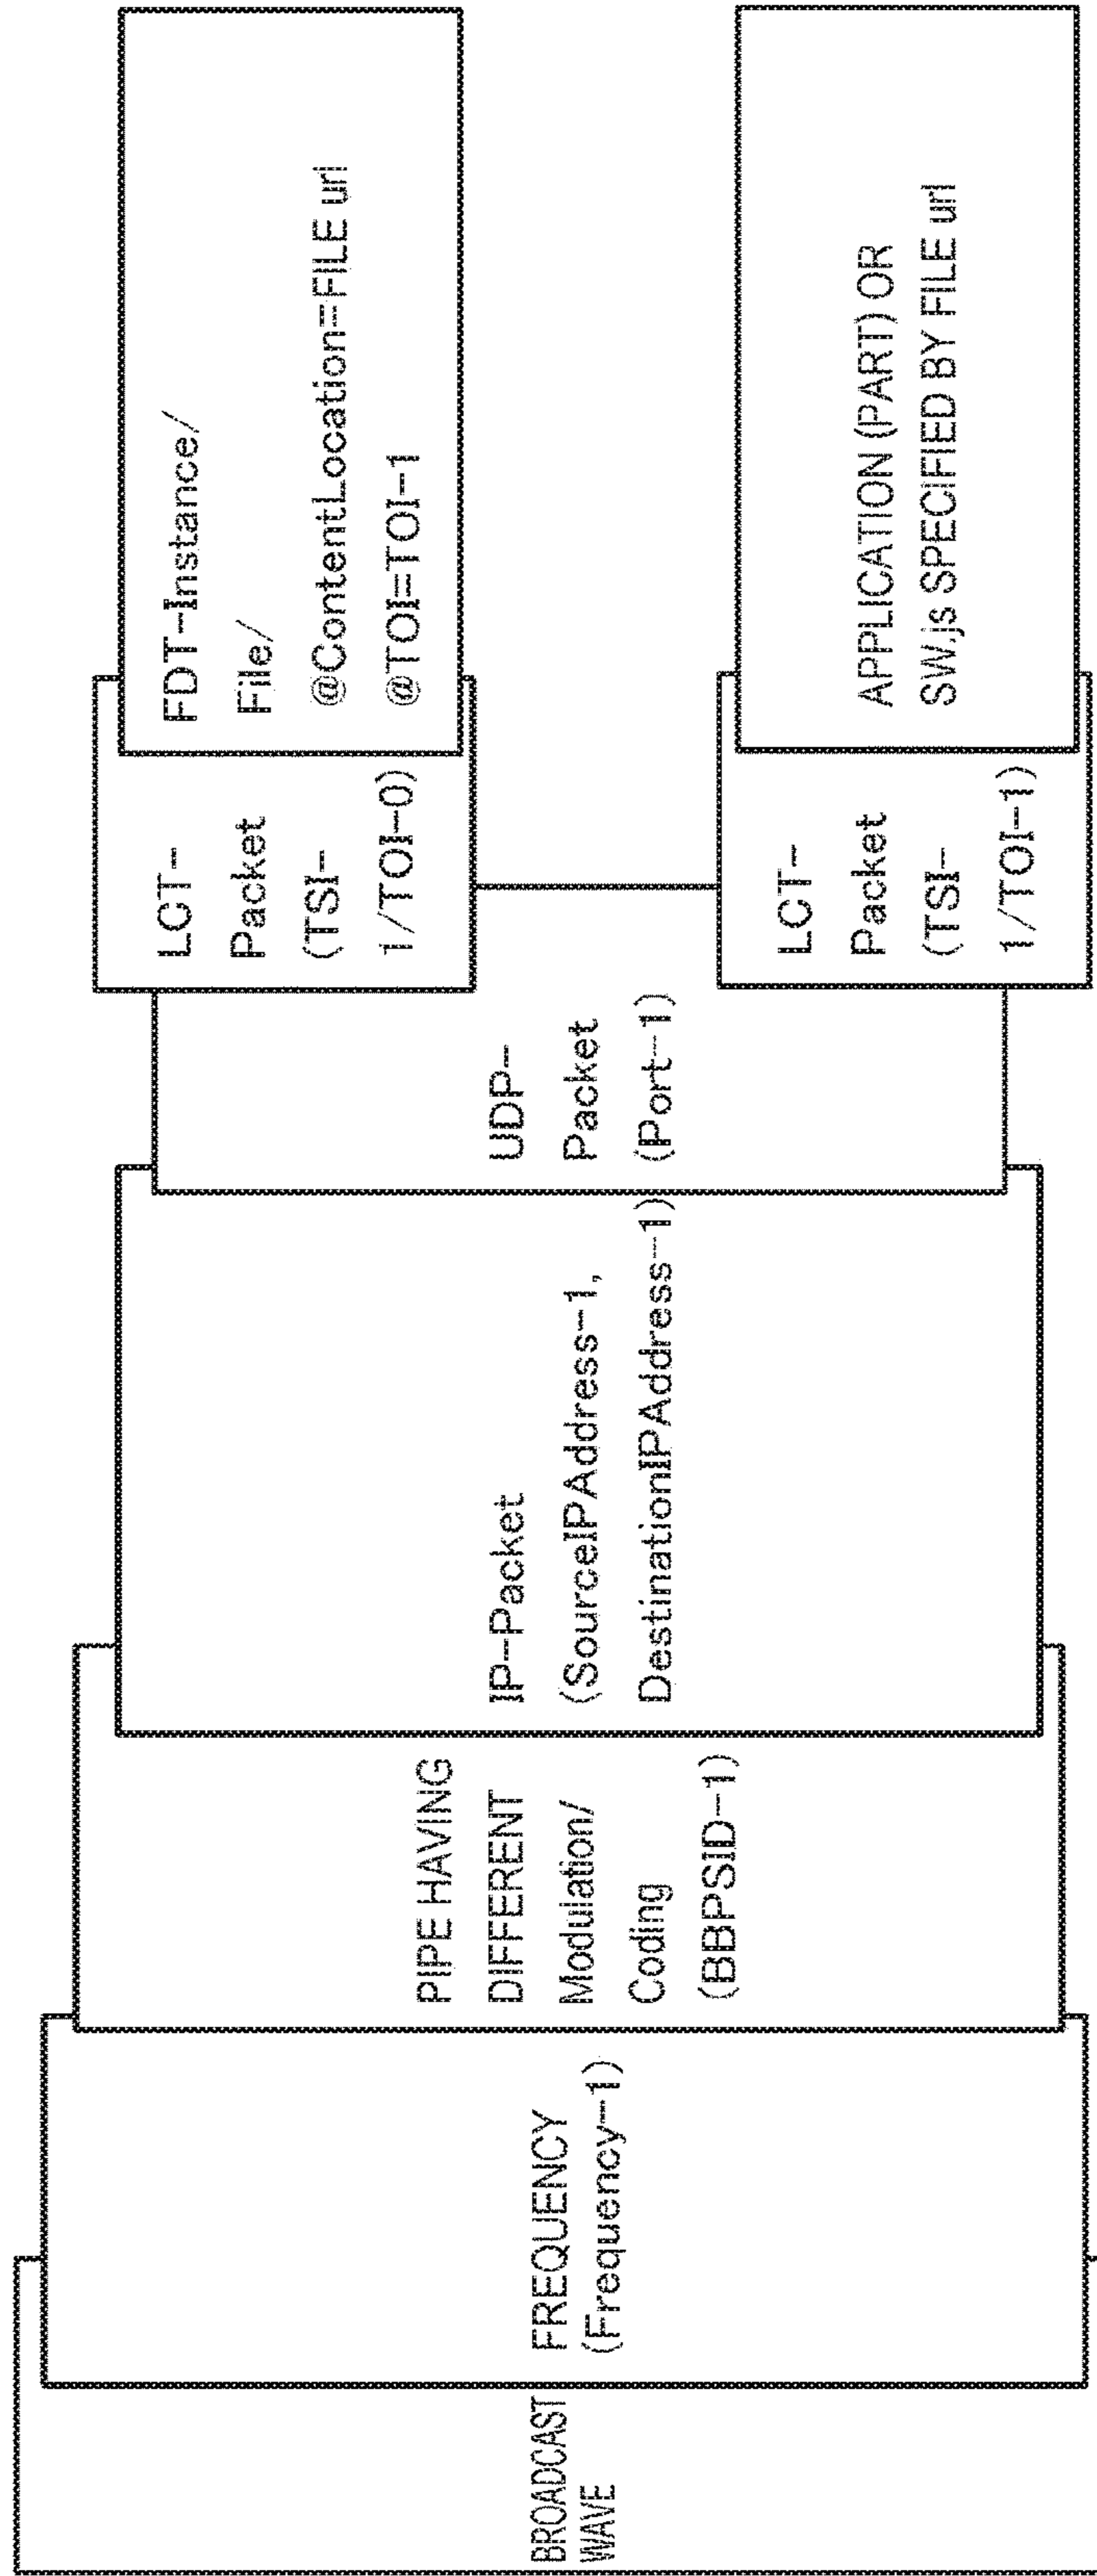 BROADCAST
WAVE
FREQUENCY
(Frequency-1)
PIPE HAVING
DIFFERENT
Modulation/
Coding
(BBPSID-1)
IP-Packet
(SourceIPAddress-1,
DestinationIPAddress-1)
UDP-
Packet
(Port-1)
LCT-
Packet
(TSI-
1/TOI-0)
FDT-Instance/
File/
@ContentLocation=FILE url
@TOI=TOI-1
LCT-
Packet
(TSI-
1/TOI-1)
APPLICATION (PART) OR
SW.js SPECIFIED BY FILE url